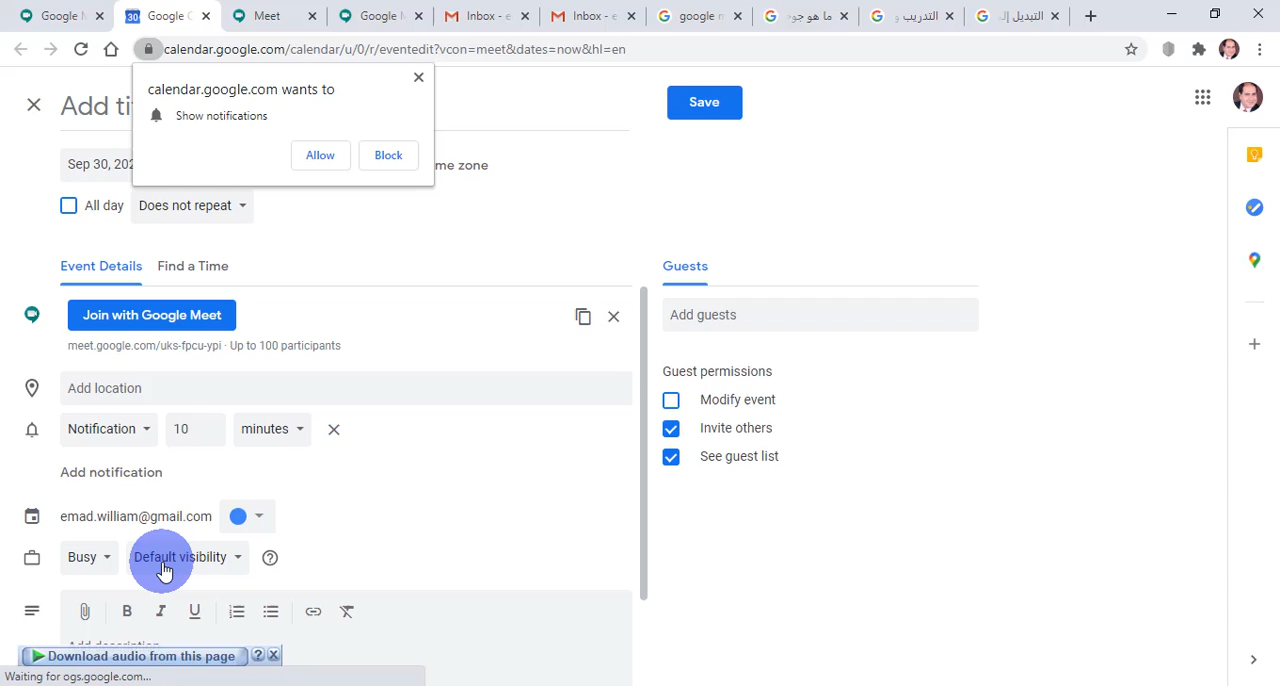 Google M
Google C
Meet
Google M
Inbox - e
Inbox - e
google m
ما هو جوج
التدريب و
التبديل إلـ
calendar.google.com/calendar/u/0/r/eventedit?vcon=meet&dates=now&hl=en
calendar.google.com wants to
Show notifications
Allow
Block
Add ti
Save
Sep 30, 202
me zone
All day
Does not repeat
Event Details
Find a Time
Guests
Join with Google Meet
meet.google.com/uks-fpcu-ypi · Up to 100 participants
Add guests
Guest permissions
Add location
Modify event
Notification
10
minutes
Invite others
See guest list
Add notification
emad.william@gmail.com
Busy
Default visibility
B I U
Add description
Download audio from this page
Waiting for ogs.google.com...